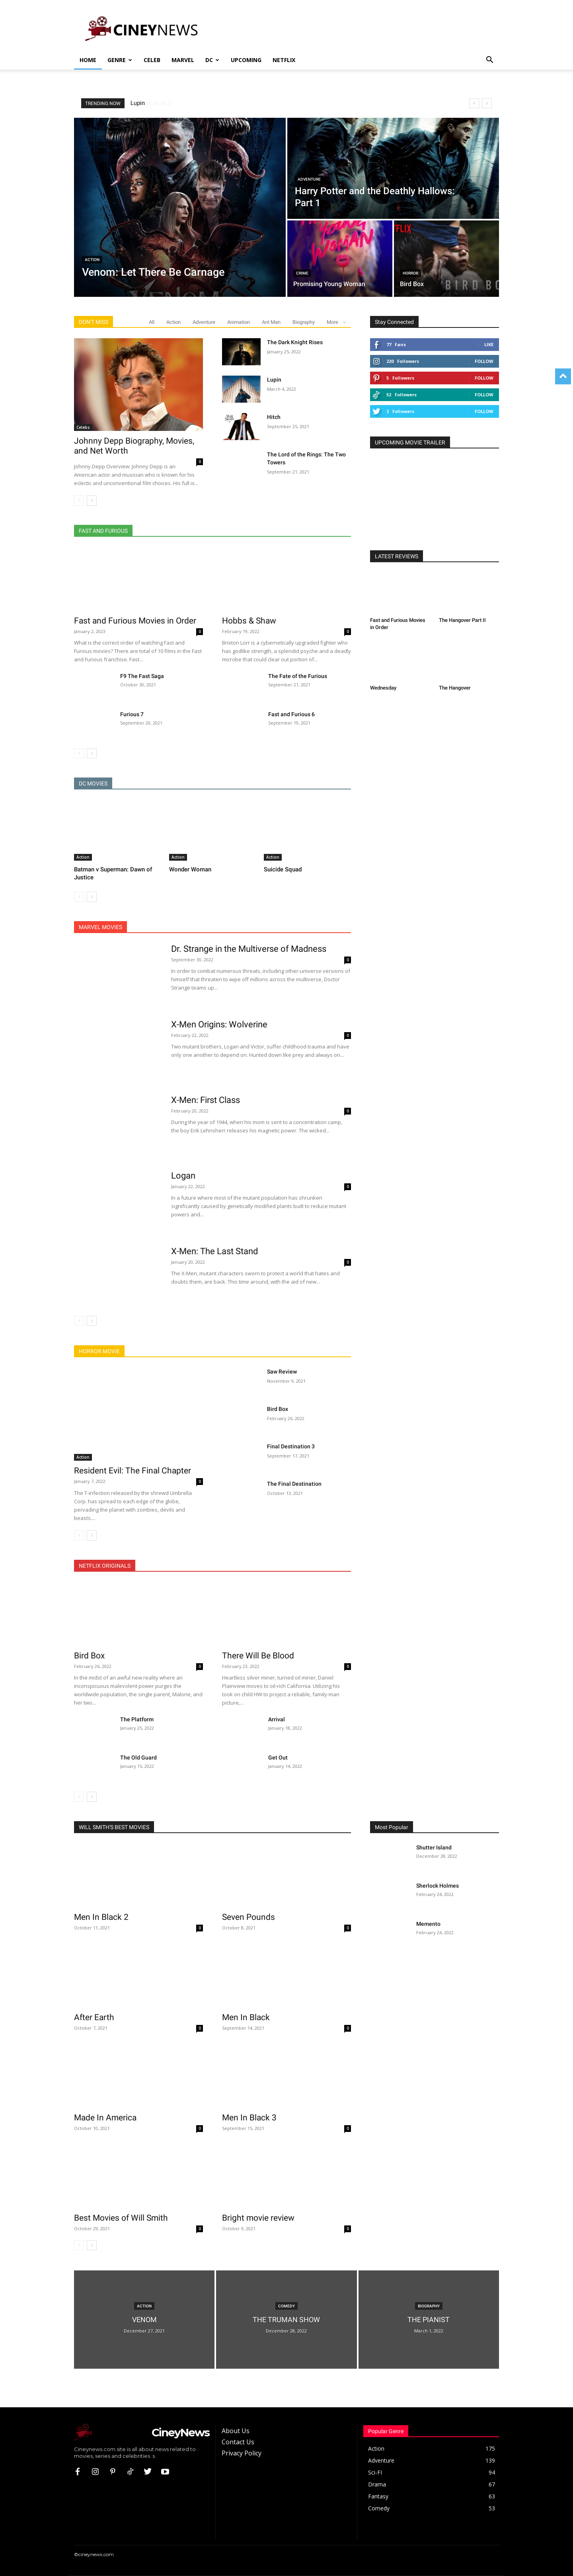 CINEYNEWS
HOME GENRE CELEB MARVEL DC UPCOMING NETFLIX
TRENDING NOW Lupin
ACTION
Venom: Let There Be Carnage
ADVENTURE
Harry Potter and the Deathly Hallows: Part 1
CRIME
Promising Young Woman
HORROR
Bird Box
DON'T MISS
All Action Adventure Animation Ant Man Biography More
Celebs
Johnny Depp Biography, Movies, and Net Worth
0
Johnny Depp Overview: Johnny Depp is an American actor and musician who is known for his eclectic and unconventional film choices. His full is...
The Dark Knight Rises
January 25, 2022
Lupin
March 4, 2022
Hitch
September 25, 2021
The Lord of the Rings: The Two Towers
September 27, 2021
Stay Connected
77 Fans LIKE
220 Followers FOLLOW
5 Followers FOLLOW
52 Followers FOLLOW
3 Followers FOLLOW
UPCOMING MOVIE TRAILER
FAST AND FURIOUS
Fast and Furious Movies in Order
January 2, 2023 0
What is the correct order of watching Fast and Furious movies? There are total of 10 films in the Fast and Furious franchise. Fast...
Hobbs & Shaw
February 19, 2022 0
Brixton Lorr is a cybernetically upgraded fighter who has godlike strength, a splendid psyche and a deadly microbe that could clear out portion of...
F9 The Fast Saga
October 30, 2021
The Fate of the Furious
September 21, 2021
Furious 7
September 20, 2021
Fast and Furious 6
September 19, 2021
LATEST REVIEWS
Fast and Furious Movies in Order
The Hangover Part II
Wednesday
The Hangover
DC MOVIES
Action
Batman v Superman: Dawn of Justice
Action
Wonder Woman
Action
Suicide Squad
MARVEL MOVIES
Dr. Strange in the Multiverse of Madness
September 30, 2022 0
In order to combat numerous threats, including other-universe versions of himself that threaten to wipe off millions across the multiverse, Doctor Strange teams up...
X-Men Origins: Wolverine
February 22, 2022 0
Two mutant brothers, Logan and Victor, suffer childhood trauma and have only one another to depend on. Hunted down like prey and always on...
X-Men: First Class
February 20, 2022 0
During the year of 1944, when his mom is sent to a concentration camp, the boy Erik Lehnsherr releases his magnetic power. The wicked...
Logan
January 22, 2022 0
In a future where most of the mutant population has shrunken significantly caused by genetically modified plants built to reduce mutant powers and...
X-Men: The Last Stand
January 20, 2022 0
The X-Men, mutant characters sworn to protect a world that hates and doubts them, are back. This time around, with the aid of new...
HORROR MOVIE
Action
Resident Evil: The Final Chapter
January 7, 2022 0
The T-infection released by the shrewd Umbrella Corp. has spread to each edge of the globe, pervading the planet with zombies, devils and beasts....
Saw Review
November 9, 2021
Bird Box
February 26, 2022
Final Destination 3
September 17, 2021
The Final Destination
October 13, 2021
NETFLIX ORIGINALS
Bird Box
February 26, 2022 0
In the midst of an awful new reality where an inconspicuous malevolent power purges the worldwide population, the single parent, Malorie, and her two...
There Will Be Blood
February 23, 2022 0
Heartless silver miner, turned oil miner, Daniel Plainview moves to oil-rich California. Utilizing his took on child HW to project a reliable, family man picture,...
The Platform
January 25, 2022
Arrival
January 18, 2022
The Old Guard
January 15, 2022
Get Out
January 14, 2022
WILL SMITH'S BEST MOVIES
Men In Black 2
October 11, 2021 0
Seven Pounds
October 8, 2021 0
After Earth
October 7, 2021 0
Men In Black
September 14, 2021 0
Made In America
October 10, 2021 0
Men In Black 3
September 15, 2021 0
Best Movies of Will Smith
October 29, 2021 0
Bright movie review
October 9, 2021 0
Most Popular
Shutter Island
December 28, 2022
Sherlock Holmes
February 24, 2022
Memento
February 24, 2022
ACTION
VENOM
December 27, 2021
COMEDY
THE TRUMAN SHOW
December 28, 2022
BIOGRAPHY
THE PIANIST
March 1, 2022
CineyNews
Cineynews.com site is all about news related to movies, series and celebrities. s
About Us
Contact Us
Privacy Policy
Popular Genre
Action 175
Adventure 139
Sci-Fi 94
Drama 67
Fantasy 63
Comedy 53
©cineynews.com